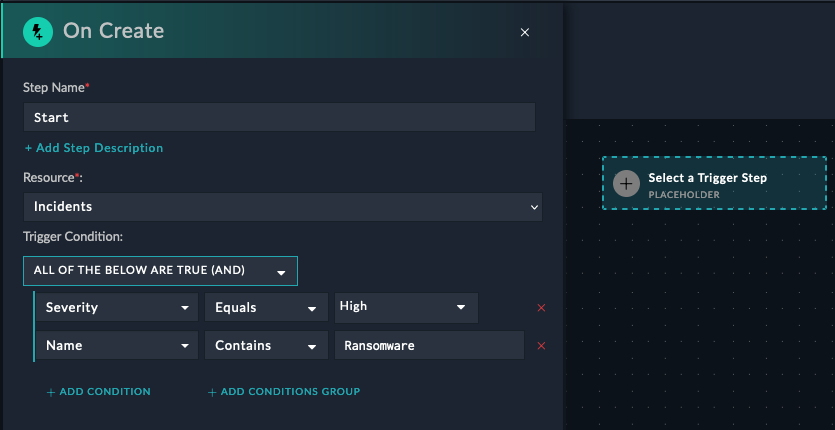 On Create
Step Name*
Start
+ Add Step Description
Resource*:
Incidents
Trigger Condition:
ALL OF THE BELOW ARE TRUE (AND)
Severity Equals High
Name Contains Ransomware
+ ADD CONDITION + ADD CONDITIONS GROUP
Select a Trigger Step
PLACEHOLDER